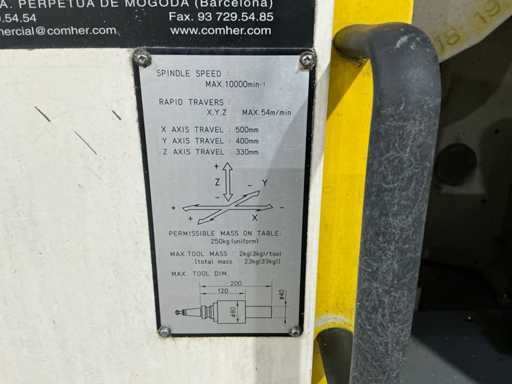 A. PERPETUA DE MOGODA (Barcelona)
9.54.54 Fax. 93 729.54.85
ercial@comher.com www.comher.com
SPINDLE SPEED :
MAX.10000min⁻¹
RAPID TRAVERS :
X,Y,Z MAX.54m/min
X AXIS TRAVEL : 500mm
Y AXIS TRAVEL : 400mm
Z AXIS TRAVEL : 330mm
+ - Y
Z
- +
+ X -
PERMISSIBLE MASS ON TABLE:
250kg(uniform)
MAX.TOOL MASS : 2kg(3kg)/tool
(total mass : 23kg(33kg))
MAX. TOOL DIM.
200
120
ø80
ø40